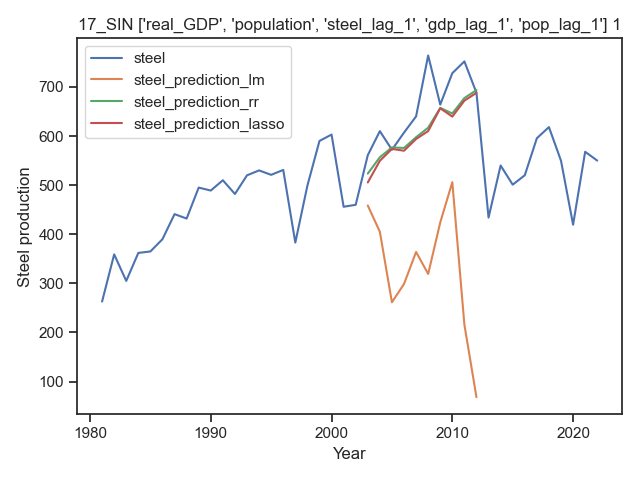 17_SIN ['real_GDP', 'population', 'steel_lag_1', 'gdp_lag_1', 'pop_lag_1'] 1
steel
steel_prediction_lm
steel_prediction_rr
steel_prediction_lasso
700
600
500
400
300
200
100
Steel production
1980 1990 2000 2010 2020
Year